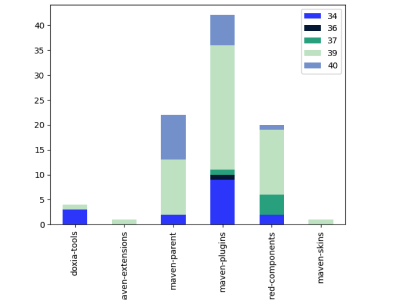 40
35
30
25
20
15
10
5
0
34
36
37
39
40
doxia-tools
aven-extensions
maven-parent
maven-plugins
red-components
maven-skins